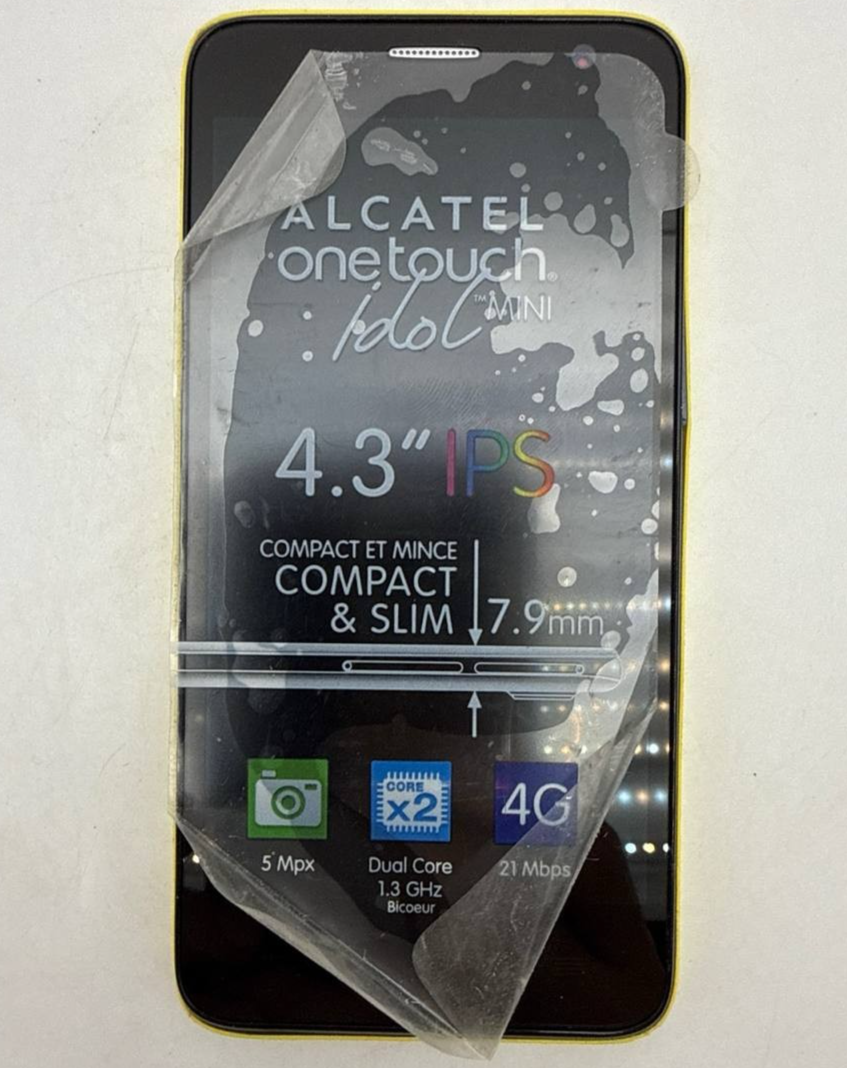 ALCATEL
onetouch®
idol™ MINI
4.3" IPS
COMPACT ET MINCE
COMPACT
& SLIM
7.9mm
CORE
x2
4G
5 Mpx
Dual Core
1.3 GHz
Bicoeur
21 Mbps